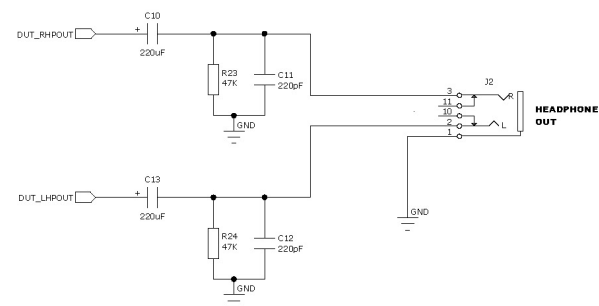 C10
DUT_RHPOUT
+
220uF
R23
47K
C11
220pF
GND
J2
3
11
10
2
1
R
L
HEADPHONE
OUT
GND
C13
DUT_LHPOUT
+
220uF
R24
47K
C12
220pF
GND